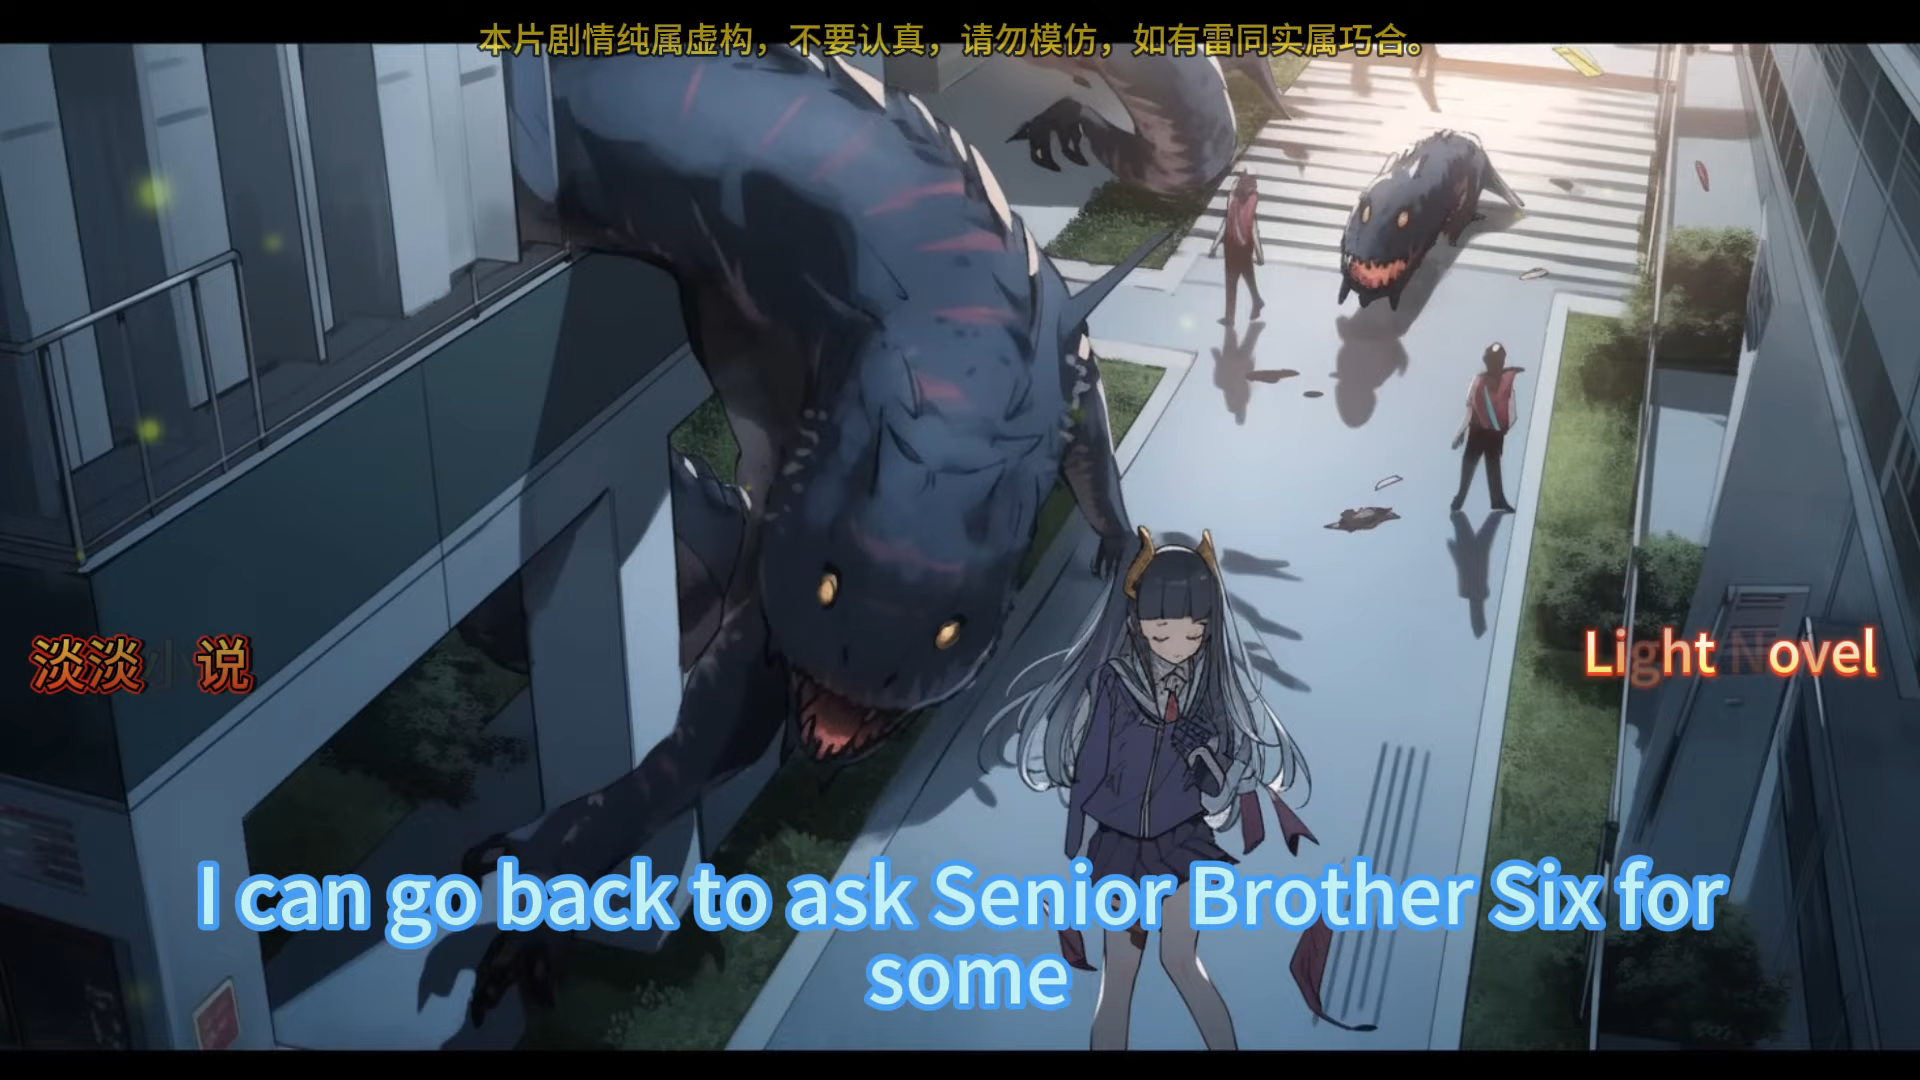 本片剧情纯属虚构，不要认真，请勿模仿，如有雷同实属巧合。
淡淡小说
Light Novel
I can go back to ask Senior Brother Six for
some